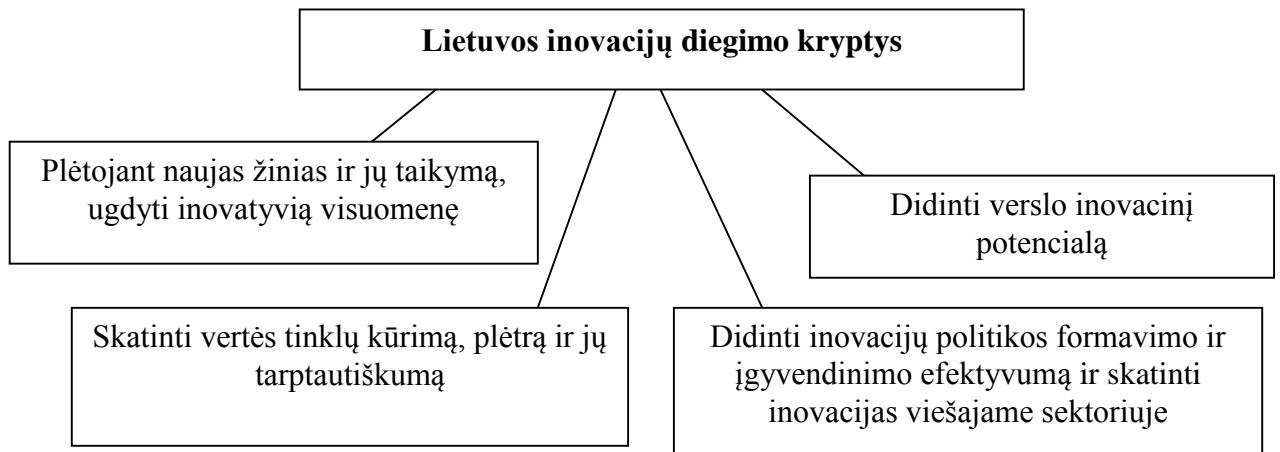 Lietuvos inovacijų diegimo kryptys
Plėtojant naujas žinias ir jų taikymą,
ugdyti inovatyvią visuomenę
Didinti verslo inovacinį
potencialą
Skatinti vertės tinklų kūrimą, plėtrą ir jų
tarptautiškumą
Didinti inovacijų politikos formavimo ir
įgyvendinimo efektyvumą ir skatinti
inovacijas viešajame sektoriuje